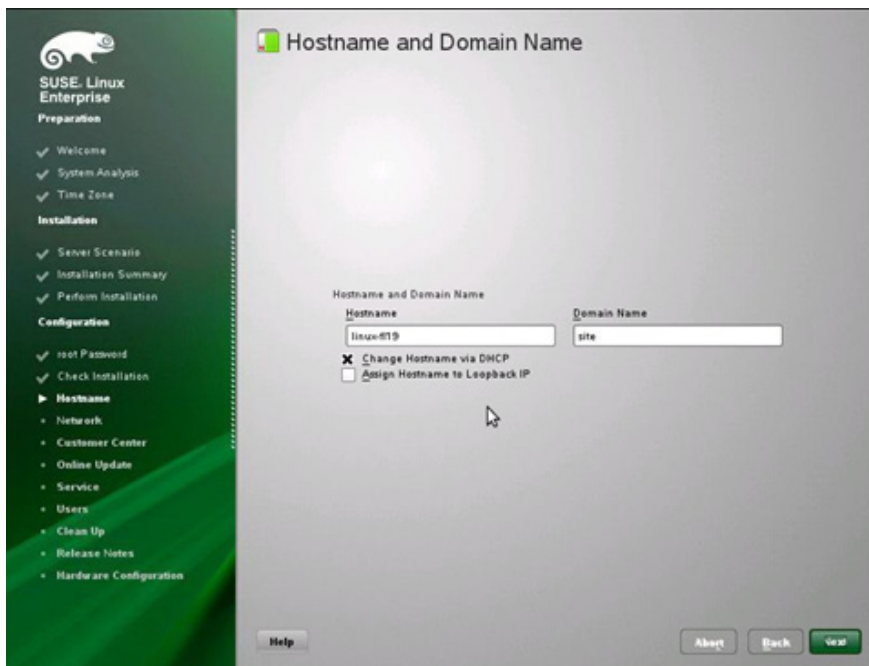 SUSE. Linux
Enterprise
Preparation
Welcome
System Analysis
Time Zone
Installation
Server Scenario
Installation Summary
Perform Installation
Configuration
root Password
Check Installation
Hostname
Network
Customer Center
Online Update
Service
Users
Clean Up
Release Notes
Hardware Configuration
Hostname and Domain Name
Hostname and Domain Name
Hostname
Domain Name
site
Change Hostname via DHCP
Assign Hostname to Loopback IP
Help
Abort
Back
Next